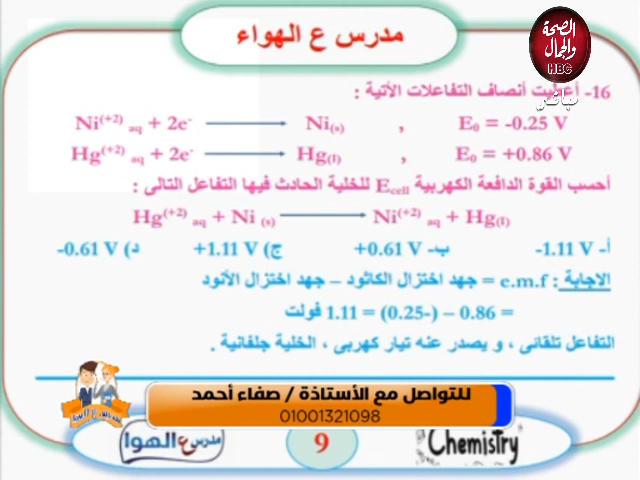 مدرس ع الهواء
الصحة والجمال
HBC
مباشر
16- أعطيت أنصاف التفاعلات الأتية :
Ni(+2) aq + 2e- ⟶ Ni(s) , E0 = -0.25 V
Hg(+2) aq + 2e- ⟶ Hg(l) , E0 = +0.86 V
أحسب القوة الدافعة الكهربية Ecell للخلية الحادث فيها التفاعل التالى :
Hg(+2) aq + Ni (s) ⟶ Ni(+2) aq + Hg(l)
أ- -1.11 V ب- +0.61 V ج) +1.11 V د) -0.61 V
الاجابة : e.m.f = جهد اختزال الكاثود – جهد اختزال الأنود
= 0.86 – (-0.25) = 1.11 فولت
التفاعل تلقائى ، و يصدر عنه تيار كهربى ، الخلية جلفانية .
للتواصل مع الأستاذة / صفاء أحمد
01001321098
مدرس ع الهوا
9
Chemistry